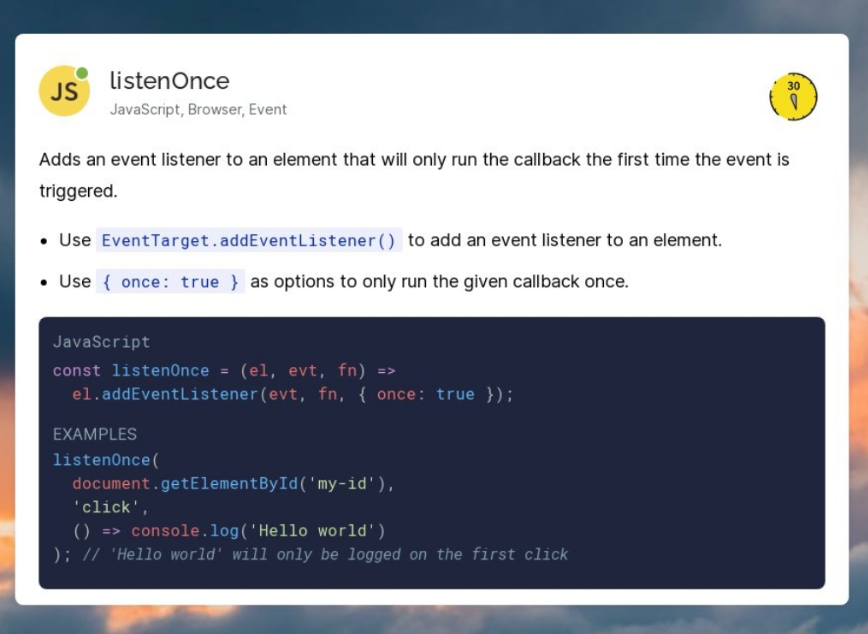 JS
listenOnce
JavaScript, Browser, Event
30
Adds an event listener to an element that will only run the callback the first time the event is
triggered.
• Use EventTarget.addEventListener() to add an event listener to an element.
• Use { once: true } as options to only run the given callback once.
JavaScript
const listenOnce = (el, evt, fn) =>
  el.addEventListener(evt, fn, { once: true });
EXAMPLES
listenOnce(
  document.getElementById('my-id'),
  'click',
  () => console.log('Hello world')
); // 'Hello world' will only be logged on the first click